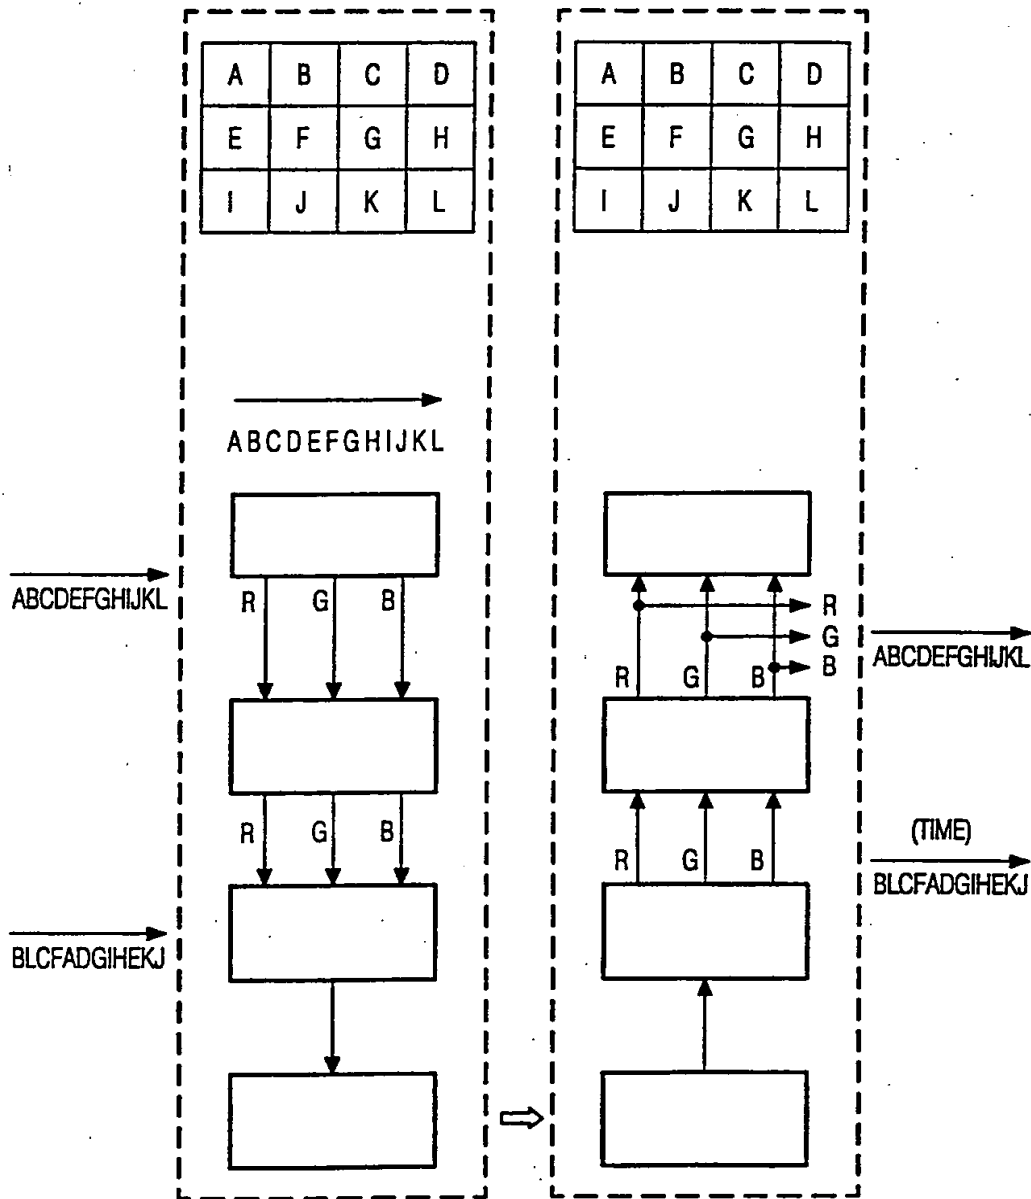 A B C D
E F G H
I J K L
A B C D
E F G H
I J K L
ABCDEFGHIJKL
ABCDEFGHIJKL
R G B
R
G
B
R G B
ABCDEFGHIJKL
R G B
R G B
(TIME)
BLCFADGIHEKJ
BLCFADGIHEKJ